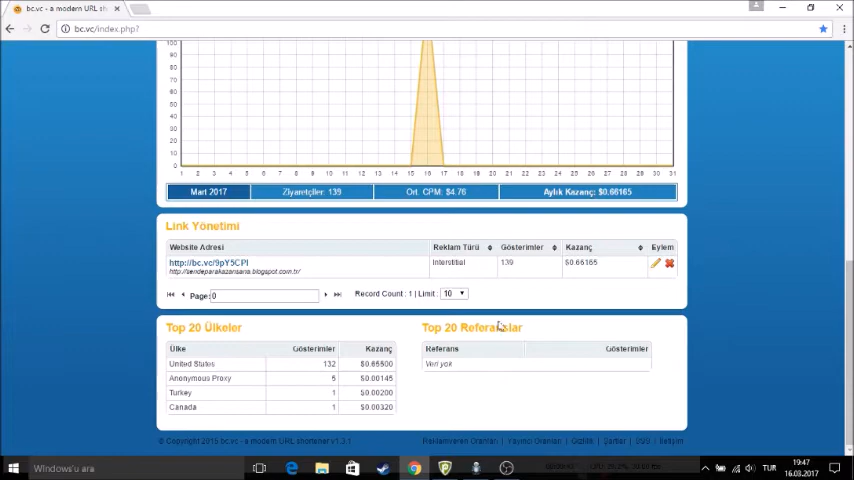 bc.vc - a modern URL sho
bc.vc/index.php?
100
90
80
70
60
50
40
30
20
10
0
1 2 3 4 5 6 7 8 9 10 11 12 13 14 15 16 17 18 19 20 21 22 23 24 25 26 27 28 29 30 31
Mart 2017 Ziyaretçiler: 139 Ort. CPM: $4.76 Aylık Kazanç: $0.66165
Link Yönetimi
Website Adresi Reklam Türü Gösterimler Kazanç Eylem
http://bc.vc/9pY5CPI Interstitial 139 $0.66165
http://sendeparakazansana.blogspot.com.tr/
Page: 0 Record Count : 1 | Limit : 10
Top 20 Ülkeler Top 20 Referanslar
Ülke Gösterimler Kazanç Referans Gösterimler
United States 132 $0.65500 Veri yok
Anonymous Proxy 5 $0.00145
Turkey 1 $0.00200
Canada 1 $0.00320
© Copyright 2015 bc.vc - a modern URL shortener v1.3.1 Reklamveren Oranları | Yayıncı Oranları | Gizlilik | Şartlar | SSS | İletişim
Windows'u ara
TUR 19:47
16.03.2017